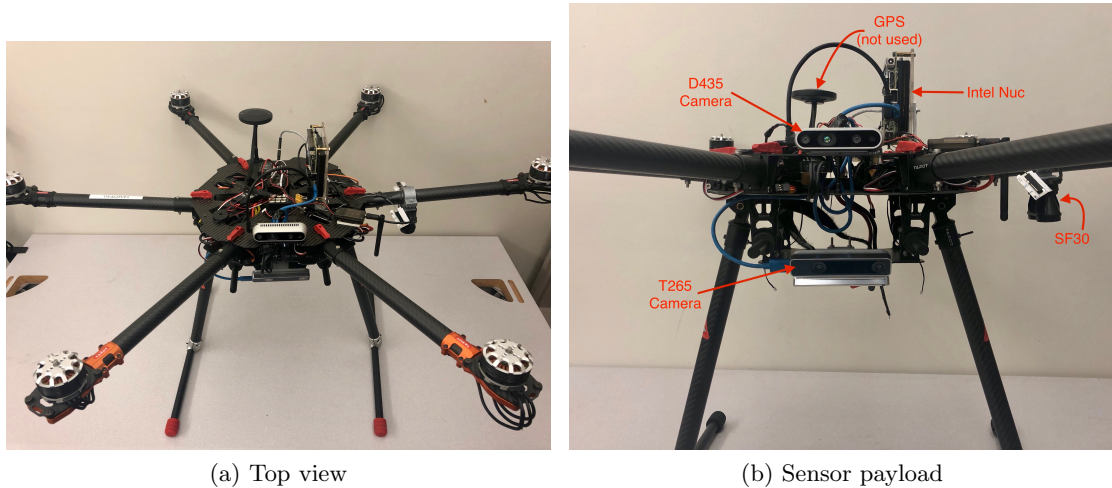 GPS
(not used)
D435
Camera
Intel Nuc
SF30
T265
Camera
(a) Top view
(b) Sensor payload